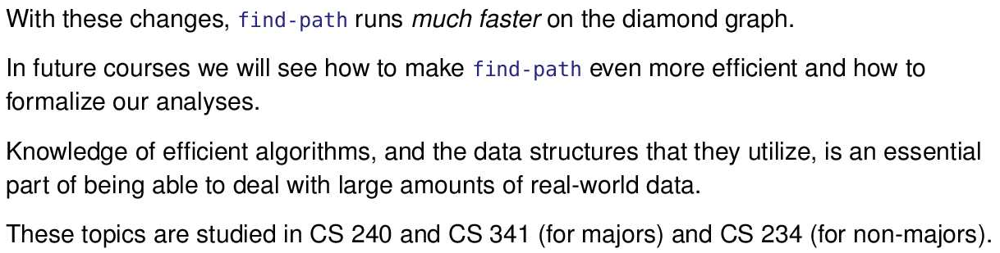 With these changes, find-path runs much faster on the diamond graph.
In future courses we will see how to make find-path even more efficient and how to
formalize our analyses.
Knowledge of efficient algorithms, and the data structures that they utilize, is an essential
part of being able to deal with large amounts of real-world data.
These topics are studied in CS 240 and CS 341 (for majors) and CS 234 (for non-majors).